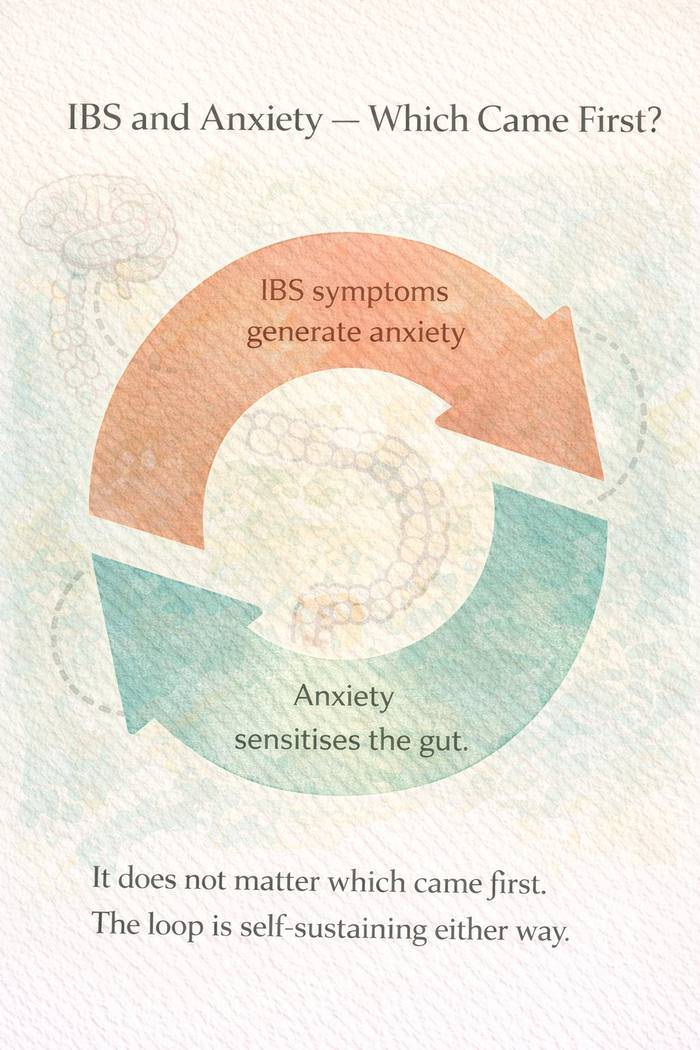 IBS and Anxiety — Which Came First?
IBS symptoms
generate anxiety
Anxiety
sensitises the gut.
It does not matter which came first.
The loop is self-sustaining either way.